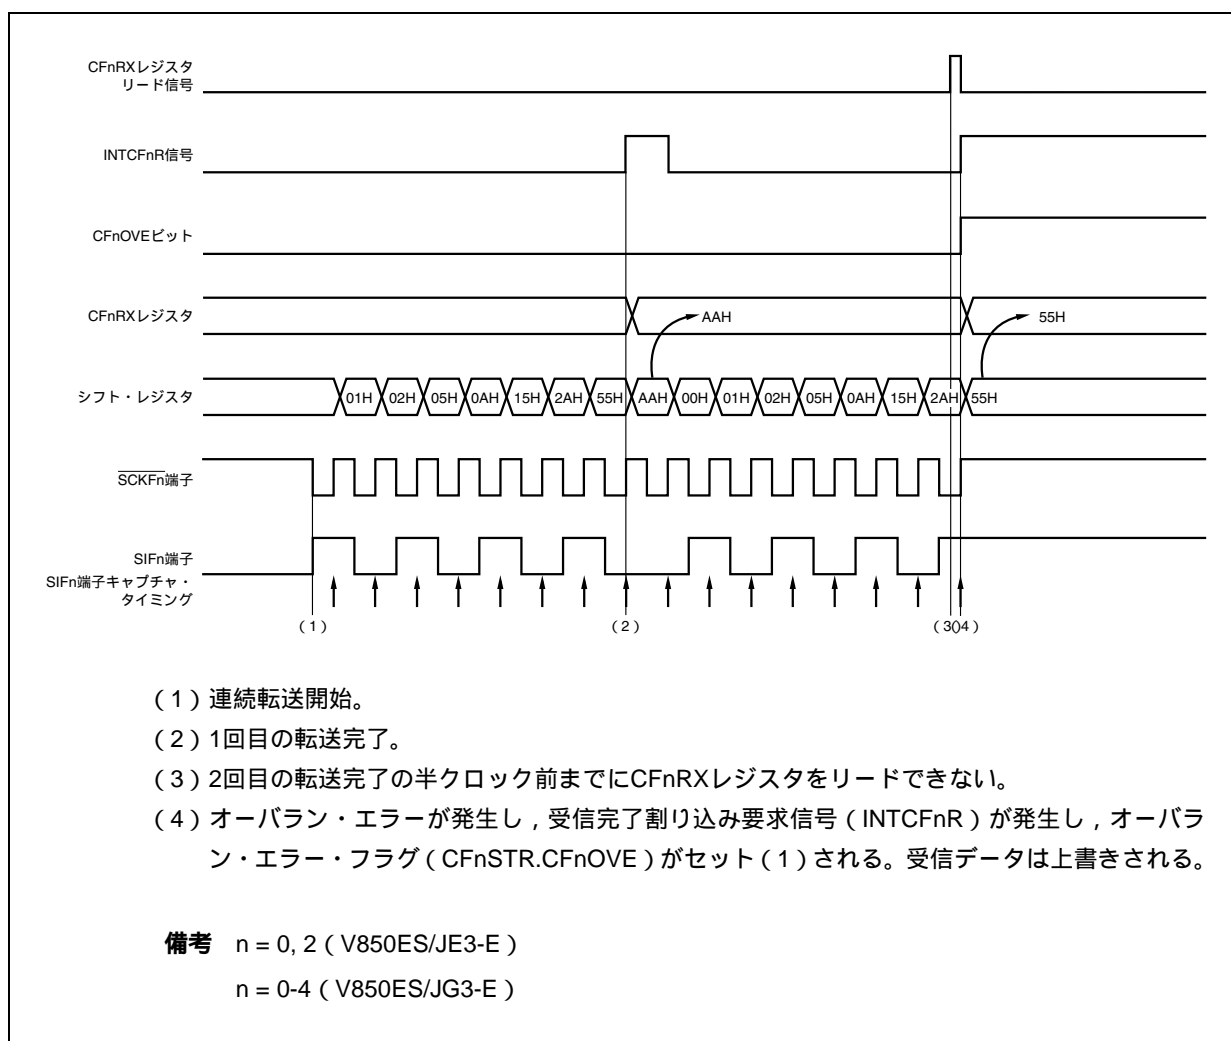 CFnRXレジスタ
リード信号
INTCFnR信号
CFnOVEビット
CFnRXレジスタ
AAH
55H
シフト・レジスタ
01H 02H 05H 0AH 15H 2AH 55H AAH 00H 01H 02H 05H 0AH 15H 2AH 55H
SCKFn端子
SIFn端子
SIFn端子キャプチャ・
タイミング
（1） （2） （3）（4）
（1）連続転送開始。
（2）1回目の転送完了。
（3）2回目の転送完了の半クロック前までにCFnRXレジスタをリードできない。
（4）オーバラン・エラーが発生し，受信完了割り込み要求信号（INTCFnR）が発生し，オーバラ
ン・エラー・フラグ（CFnSTR.CFnOVE）がセット（1）される。受信データは上書きされる。
備考 n = 0, 2（V850ES/JE3-E）
n = 0-4（V850ES/JG3-E）